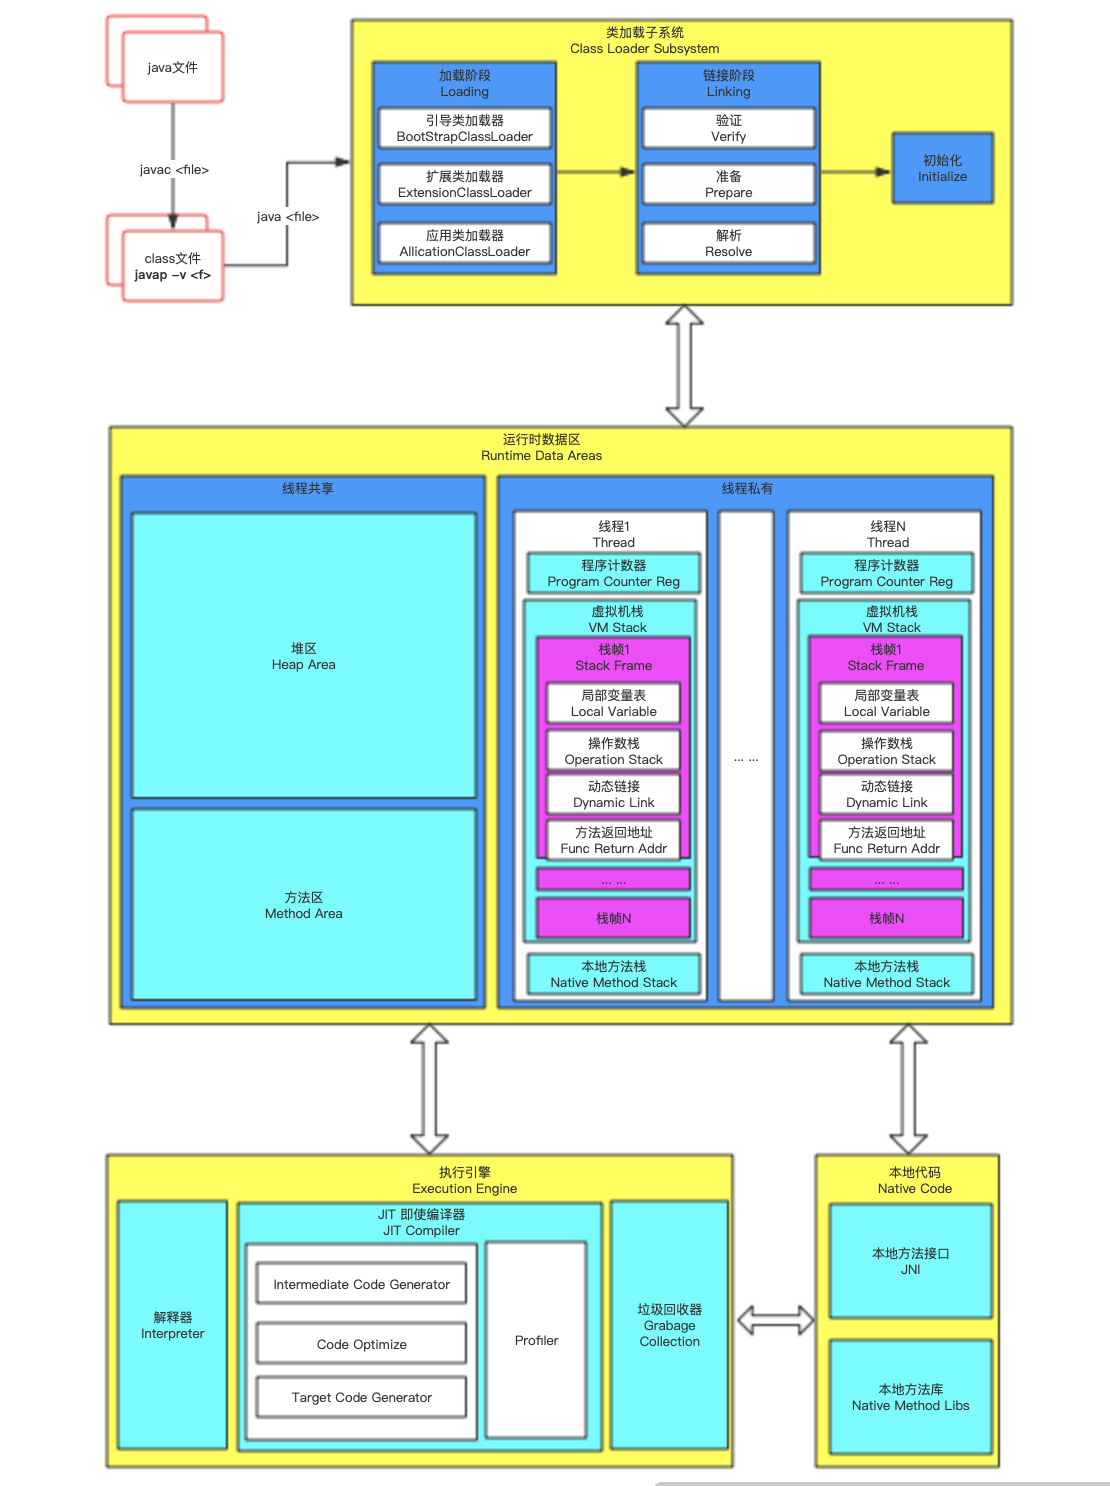 java文件
javac <file>
class文件
javap -v <f>
java <file>
类加载子系统
Class Loader Subsystem
加载阶段
Loading
引导类加载器
BootStrapClassLoader
扩展类加载器
ExtensionClassLoader
应用类加载器
AllicationClassLoader
链接阶段
Linking
验证
Verify
准备
Prepare
解析
Resolve
初始化
Initialize
运行时数据区
Runtime Data Areas
线程共享
堆区
Heap Area
方法区
Method Area
线程私有
线程1
Thread
程序计数器
Program Counter Reg
虚拟机栈
VM Stack
栈帧1
Stack Frame
局部变量表
Local Variable
操作数栈
Operation Stack
动态链接
Dynamic Link
方法返回地址
Func Return Addr
... ...
栈帧N
本地方法栈
Native Method Stack
... ...
线程N
Thread
程序计数器
Program Counter Reg
虚拟机栈
VM Stack
栈帧1
Stack Frame
局部变量表
Local Variable
操作数栈
Operation Stack
动态链接
Dynamic Link
方法返回地址
Func Return Addr
... ...
栈帧N
本地方法栈
Native Method Stack
执行引擎
Execution Engine
解释器
Interpreter
JIT 即使编译器
JIT Compiler
Intermediate Code Generator
Code Optimize
Target Code Generator
Profiler
垃圾回收器
Grabage
Collection
本地代码
Native Code
本地方法接口
JNI
本地方法库
Native Method Libs